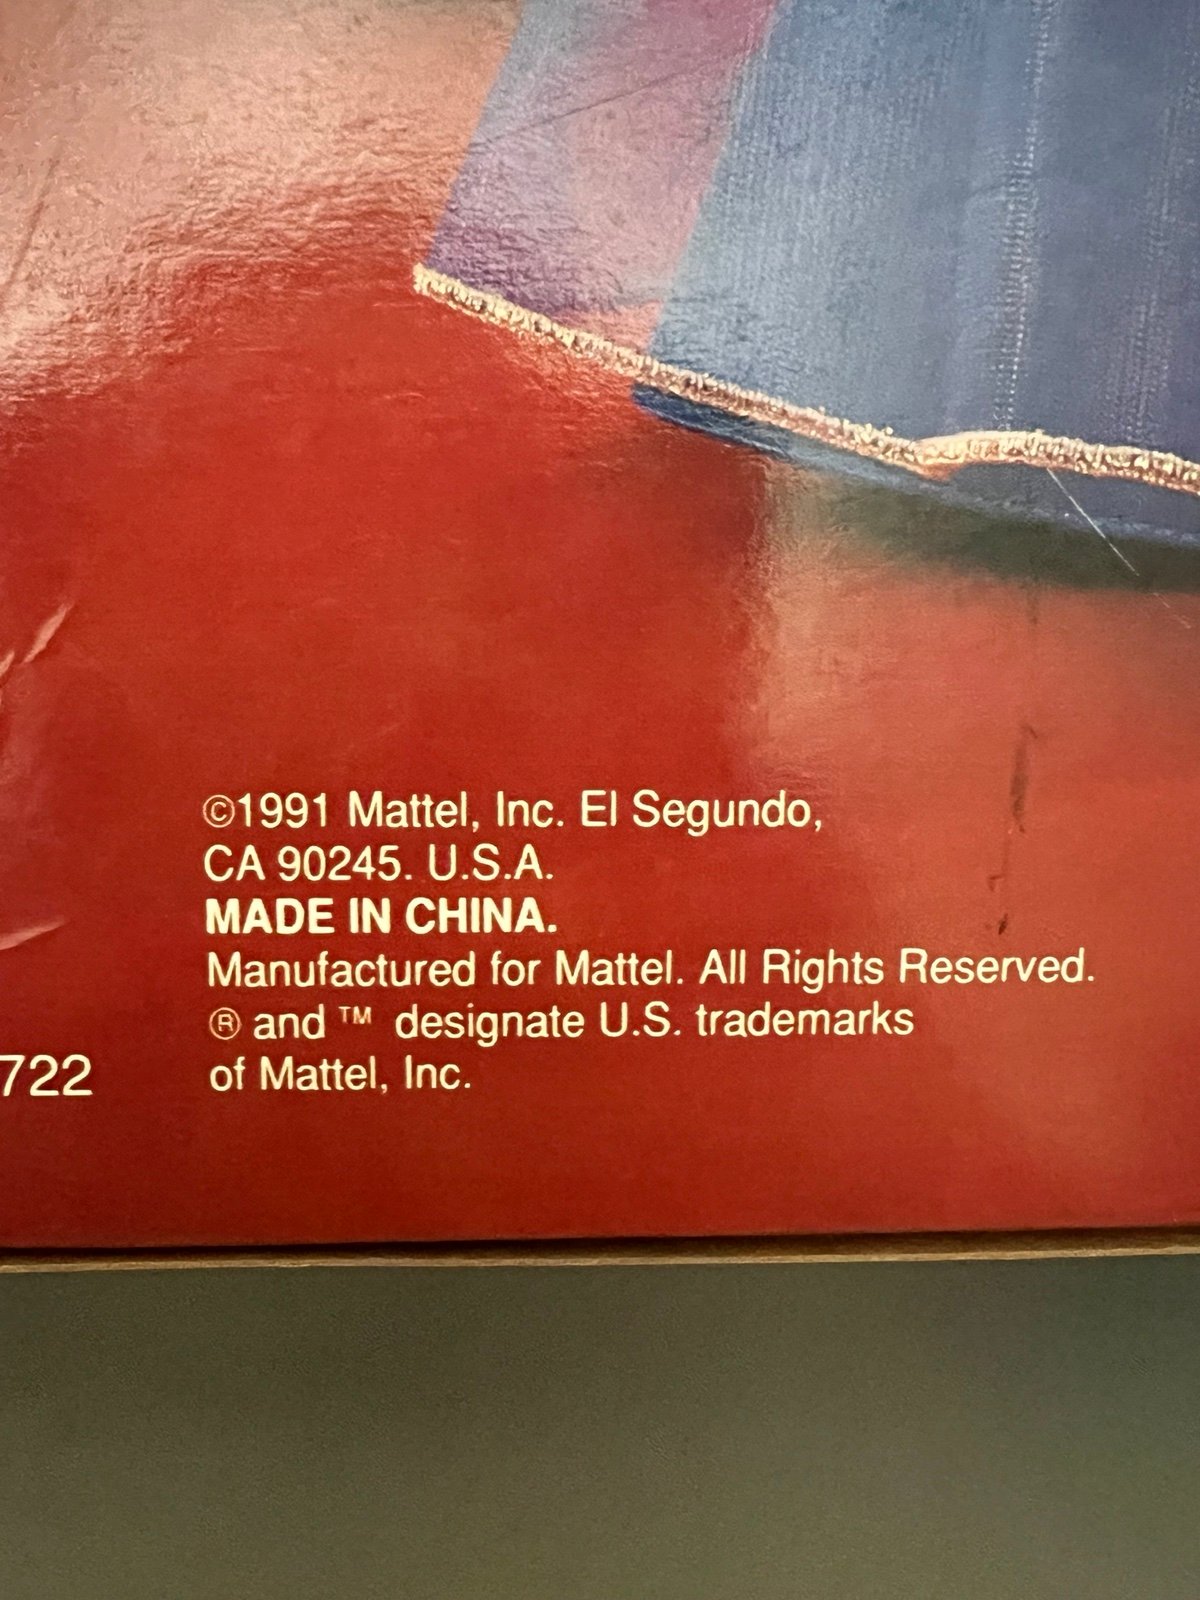 ©1991 Mattel, Inc. El Segundo,
CA 90245. U.S.A.
MADE IN CHINA.
Manufactured for Mattel. All Rights Reserved.
® and ™ designate U.S. trademarks
722 of Mattel, Inc.